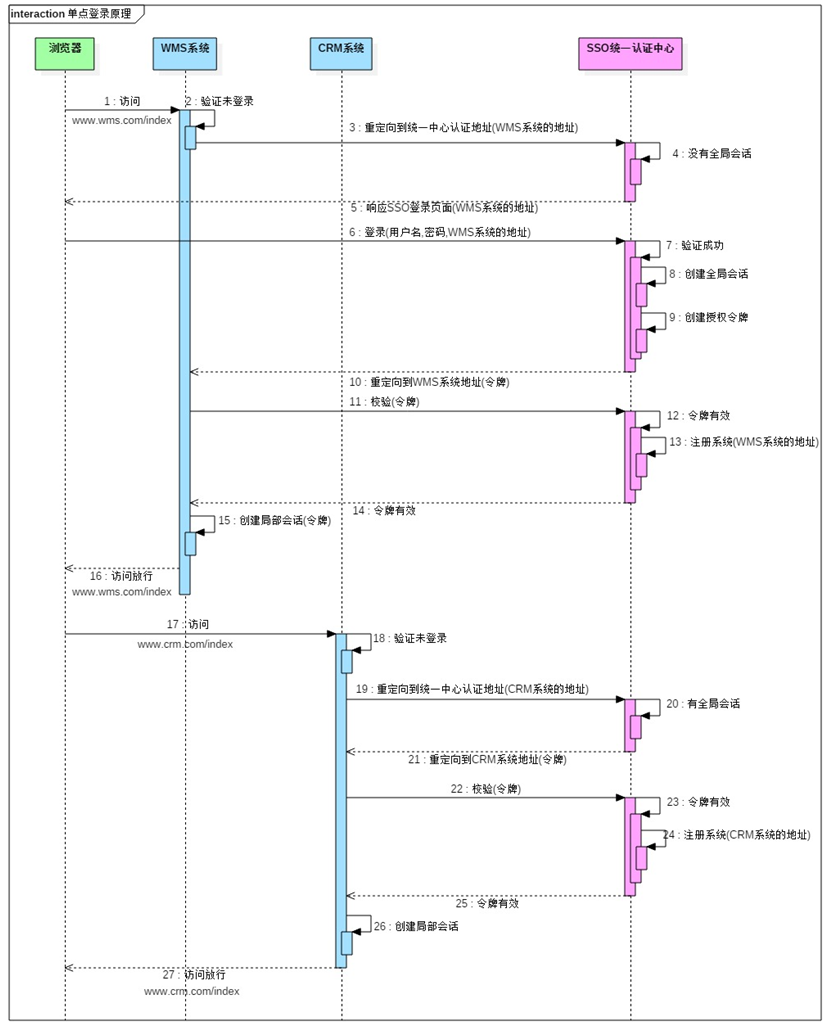 interaction 单点登录原理
浏览器
WMS系统
CRM系统
SSO统一认证中心
1 : 访问
www.wms.com/index
2 : 验证未登录
3 : 重定向到统一中心认证地址(WMS系统的地址)
4 : 没有全局会话
5 : 响应SSO登录页面(WMS系统的地址)
6 : 登录(用户名,密码,WMS系统的地址)
7 : 验证成功
8 : 创建全局会话
9 : 创建授权令牌
10 : 重定向到WMS系统地址(令牌)
11 : 校验(令牌)
12 : 令牌有效
13 : 注册系统(WMS系统的地址)
14 : 令牌有效
15 : 创建局部会话(令牌)
16 : 访问放行
www.wms.com/index
17 : 访问
www.crm.com/index
18 : 验证未登录
19 : 重定向到统一中心认证地址(CRM系统的地址)
20 : 有全局会话
21 : 重定向到CRM系统地址(令牌)
22 : 校验(令牌)
23 : 令牌有效
24 : 注册系统(CRM系统的地址)
25 : 令牌有效
26 : 创建局部会话
27 : 访问放行
www.crm.com/index